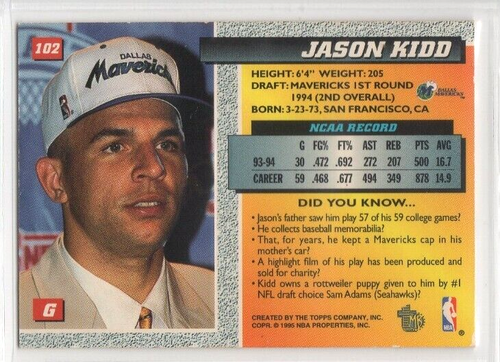 102
JASON KIDD
DALLAS
Mavericks
HEIGHT: 6'4" WEIGHT: 205
DRAFT: MAVERICKS 1ST ROUND
1994 (2ND OVERALL)
BORN: 3-23-73, SAN FRANCISCO, CA
DALLAS
MAVERICKS
NCAA RECORD
G FG% FT% AST REB PTS AVG
93-94 30 .472 .692 272 207 500 16.7
CAREER 59 .468 .677 494 349 878 14.9
DID YOU KNOW...
• Jason's father saw him play 57 of his 59 college games?
• He collects baseball memorabilia?
• That, for years, he kept a Mavericks cap in his
mother's car?
• A highlight film of his play has been produced and
sold for charity?
• Kidd owns a rottweiler puppy given to him by #1
NFL draft choice Sam Adams (Seahawks)?
G
CREATED BY THE TOPPS COMPANY, INC.
COPR. © 1995 NBA PROPERTIES, INC.
NBA
®